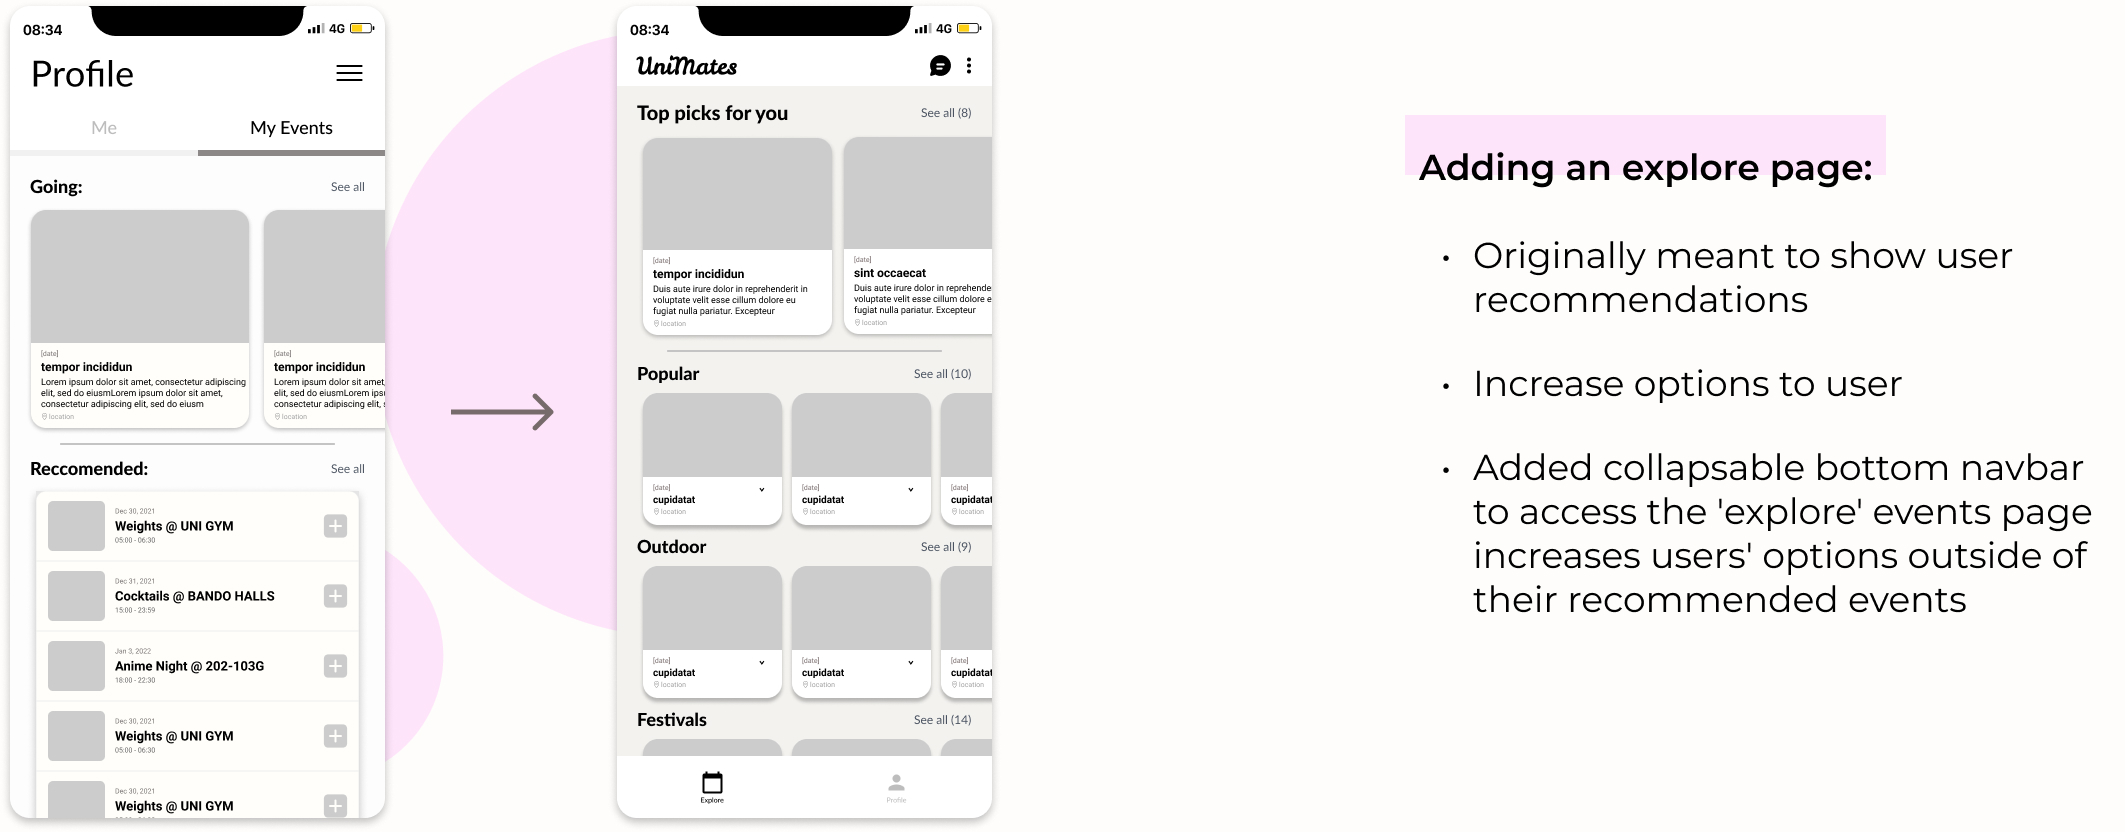 08:34
4G
Profile
Me
My Events
Going:
See all
[date]
tempor incididun
Lorem ipsum dolor sit amet, consectetur adipiscing
elit, sed do eiusmLorem ipsum dolor sit amet,
consectetur adipiscing elit, sed do eiusm
location
[date]
tempor incididun
Lorem ipsum dolor sit amet,
elit, sed do eiusmLorem ips
consectetur adipiscing elit, s
location
Reccomended:
See all
Dec 30, 2021
Weights @ UNI GYM
05:00 - 06:30
Dec 31, 2021
Cocktails @ BANDO HALLS
15:00 - 23:59
Jan 3, 2022
Anime Night @ 202-103G
18:00 - 22:30
Dec 30, 2021
Weights @ UNI GYM
05:00 - 06:30
Dec 30, 2021
Weights @ UNI GYM
08:34
4G
UniMates
Top picks for you
See all (8)
[date]
tempor incididun
Duis aute irure dolor in reprehenderit in
voluptate velit esse cillum dolore eu
fugiat nulla pariatur. Excepteur
location
[date]
sint occaecat
Duis aute irure dolor in reprehende
voluptate velit esse cillum dolore e
fugiat nulla pariatur. Excepteur
location
Popular
See all (10)
[date]
cupidatat
location
[date]
cupidatat
location
[date]
cupidatat
location
Outdoor
See all (9)
[date]
cupidatat
location
[date]
cupidatat
location
[date]
cupidatat
location
Festivals
See all (14)
Explore
Profile
Adding an explore page:
• Originally meant to show user
recommendations
• Increase options to user
• Added collapsable bottom navbar
to access the 'explore' events page
increases users' options outside of
their recommended events